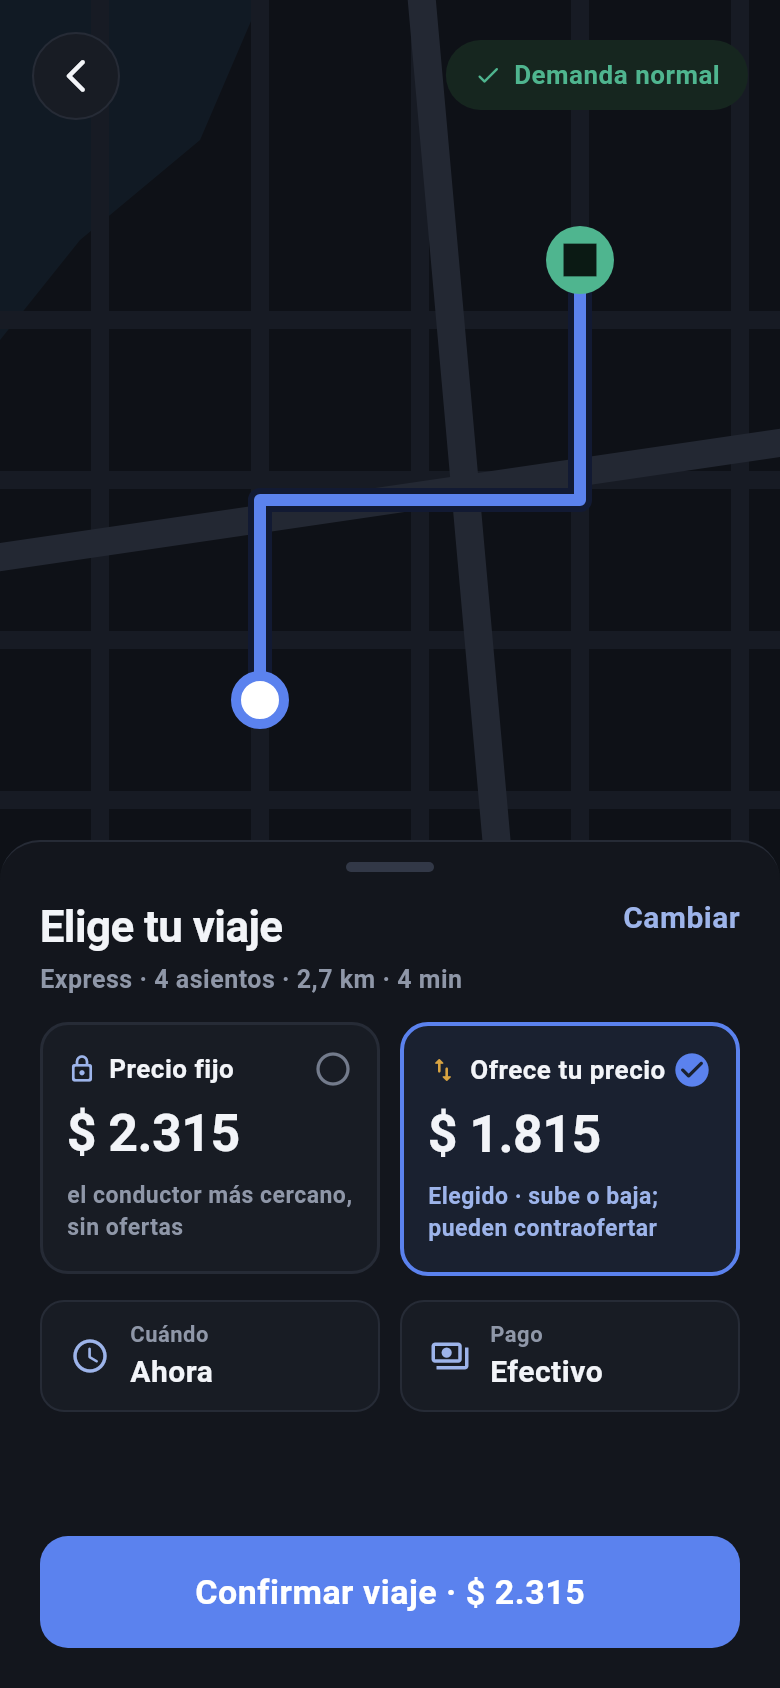 Demanda normal
Elige tu viaje
Cambiar
Express · 4 asientos · 2,7 km · 4 min
Precio fijo
$ 2.315
el conductor más cercano,
sin ofertas
Ofrece tu precio
$ 1.815
Elegido · sube o baja;
pueden contraofertar
Cuándo
Ahora
Pago
Efectivo
Confirmar viaje · $ 2.315